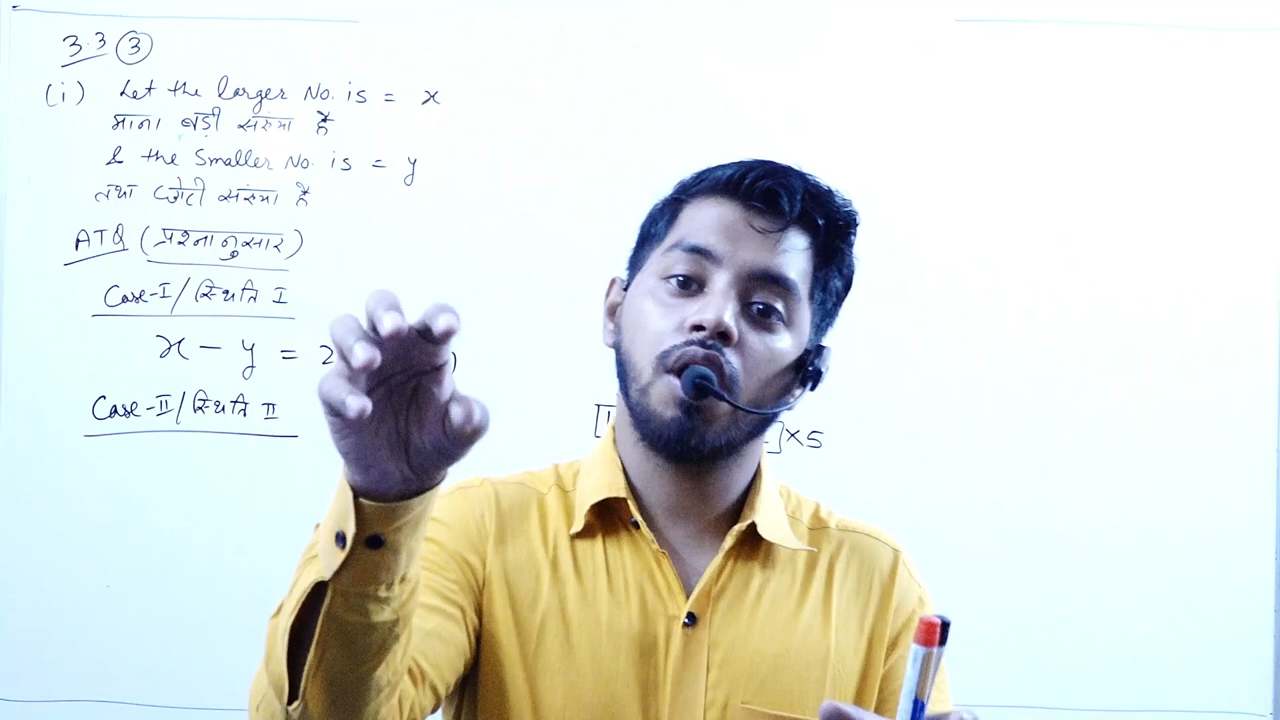 3.3 ③
(i) Let the larger No. is = x
माना बड़ी संख्या है
& the Smaller No. is = y
तथा छोटी संख्या है
ATQ (प्रश्नानुसार)
Case-I/स्थिति I
x - y = 2 )
Case-II/स्थिति II
[ ]×5